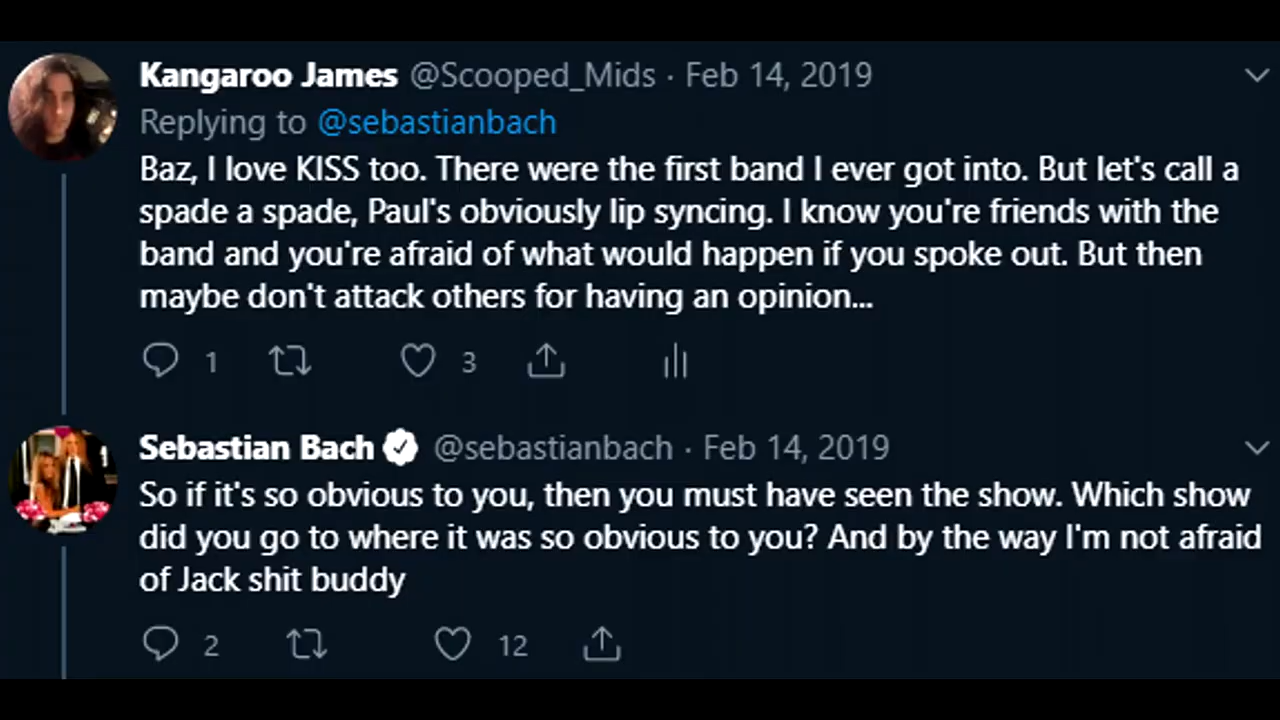 Kangaroo James @Scooped_Mids · Feb 14, 2019
Replying to @sebastianbach
Baz, I love KISS too. There were the first band I ever got into. But let's call a
spade a spade, Paul's obviously lip syncing. I know you're friends with the
band and you're afraid of what would happen if you spoke out. But then
maybe don't attack others for having an opinion...
1 3
Sebastian Bach @sebastianbach · Feb 14, 2019
So if it's so obvious to you, then you must have seen the show. Which show
did you go to where it was so obvious to you? And by the way I'm not afraid
of Jack shit buddy
2 12